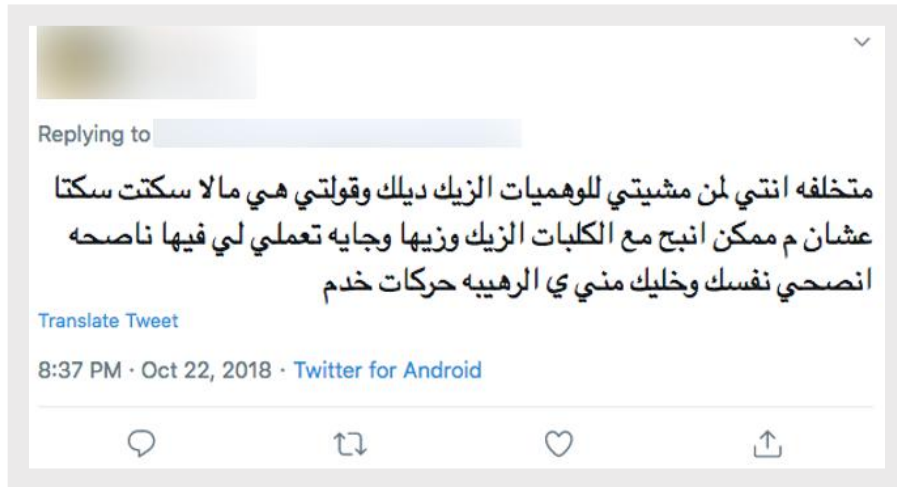 Replying to
متخلفه انتي لمن مشيتي للوهميات الزيك ديلك وقولتي هي مالا سكتت سكتا
عشان م ممكن انبح مع الكلبات الزيك وزيها وجايه تعملي لي فيها ناصحه
انصحي نفسك وخليك مني ي الرهيبه حركات خدم
Translate Tweet
8:37 PM · Oct 22, 2018 · Twitter for Android